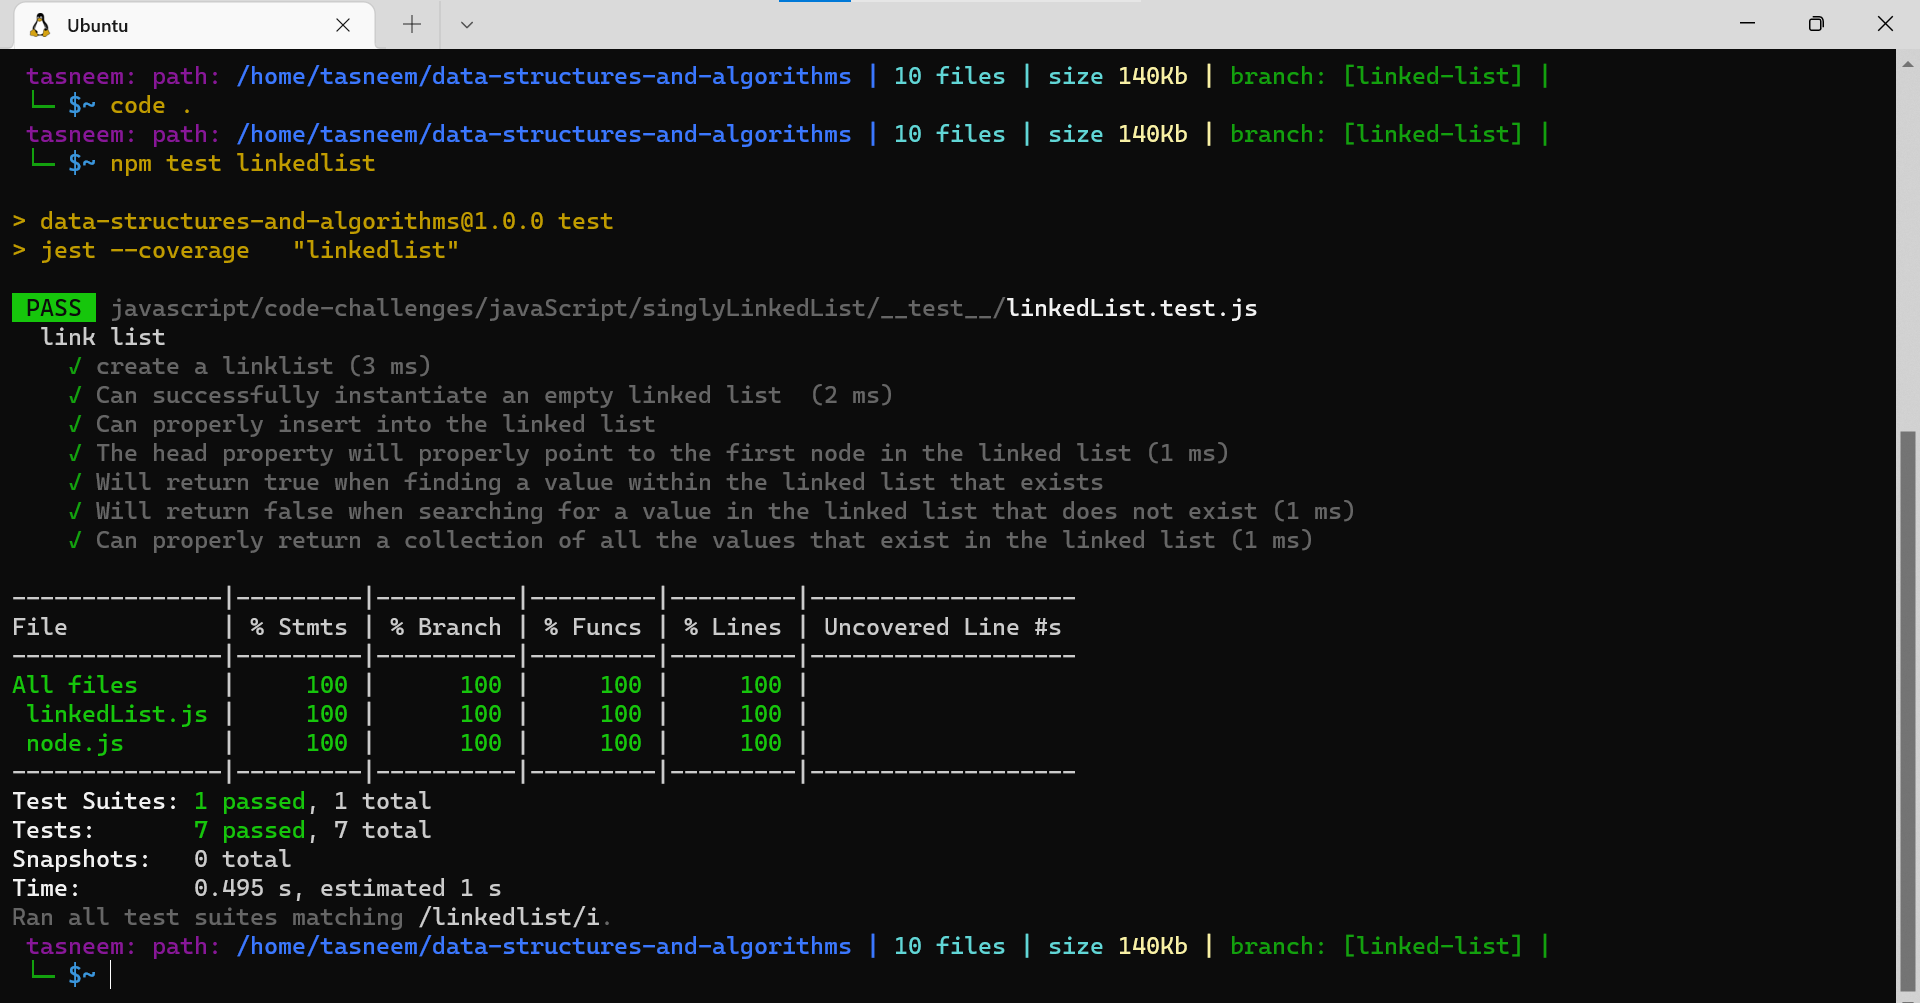 Ubuntu
tasneem: path: /home/tasneem/data-structures-and-algorithms | 10 files | size 140Kb | branch: [linked-list] |
└─ $~ code .
tasneem: path: /home/tasneem/data-structures-and-algorithms | 10 files | size 140Kb | branch: [linked-list] |
└─ $~ npm test linkedlist
> data-structures-and-algorithms@1.0.0 test
> jest --coverage   "linkedlist"
PASS javascript/code-challenges/javaScript/singlyLinkedList/__test__/linkedList.test.js
link list
√ create a linklist (3 ms)
√ Can successfully instantiate an empty linked list  (2 ms)
√ Can properly insert into the linked list
√ The head property will properly point to the first node in the linked list (1 ms)
√ Will return true when finding a value within the linked list that exists
√ Will return false when searching for a value in the linked list that does not exist (1 ms)
√ Can properly return a collection of all the values that exist in the linked list (1 ms)
---------------|---------|----------|---------|---------|-------------------
File           | % Stmts | % Branch | % Funcs | % Lines | Uncovered Line #s
---------------|---------|----------|---------|---------|-------------------
All files      |     100 |      100 |     100 |     100 |
linkedList.js |     100 |      100 |     100 |     100 |
node.js       |     100 |      100 |     100 |     100 |
---------------|---------|----------|---------|---------|-------------------
Test Suites: 1 passed, 1 total
Tests:       7 passed, 7 total
Snapshots:   0 total
Time:        0.495 s, estimated 1 s
Ran all test suites matching /linkedlist/i.
tasneem: path: /home/tasneem/data-structures-and-algorithms | 10 files | size 140Kb | branch: [linked-list] |
└─ $~